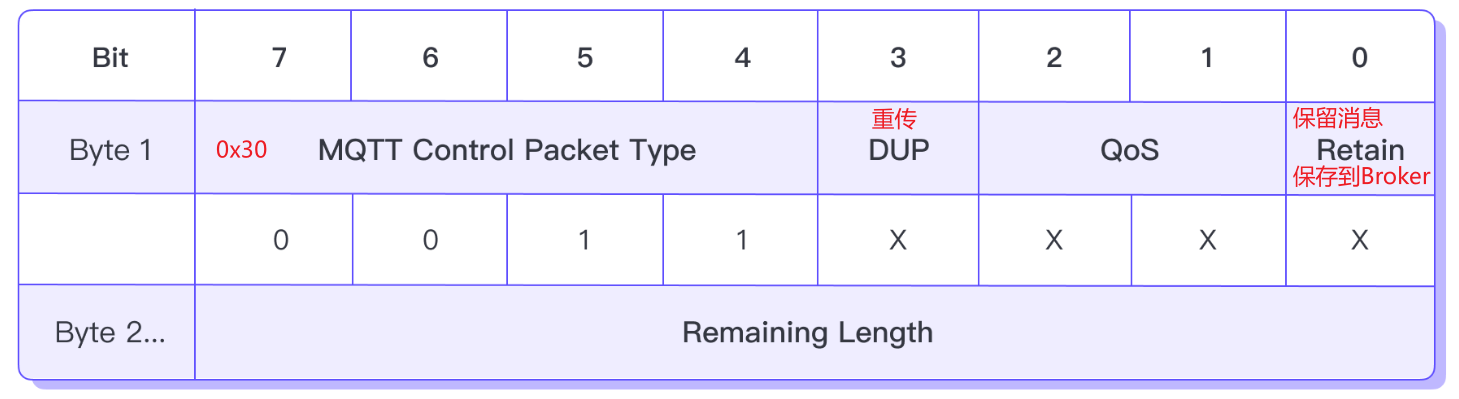 Bit 7 6 5 4 3 2 1 0
重传 保留消息
Byte 1 0x30 MQTT Control Packet Type DUP QoS Retain
保存到Broker
0 0 1 1 X X X X
Byte 2... Remaining Length